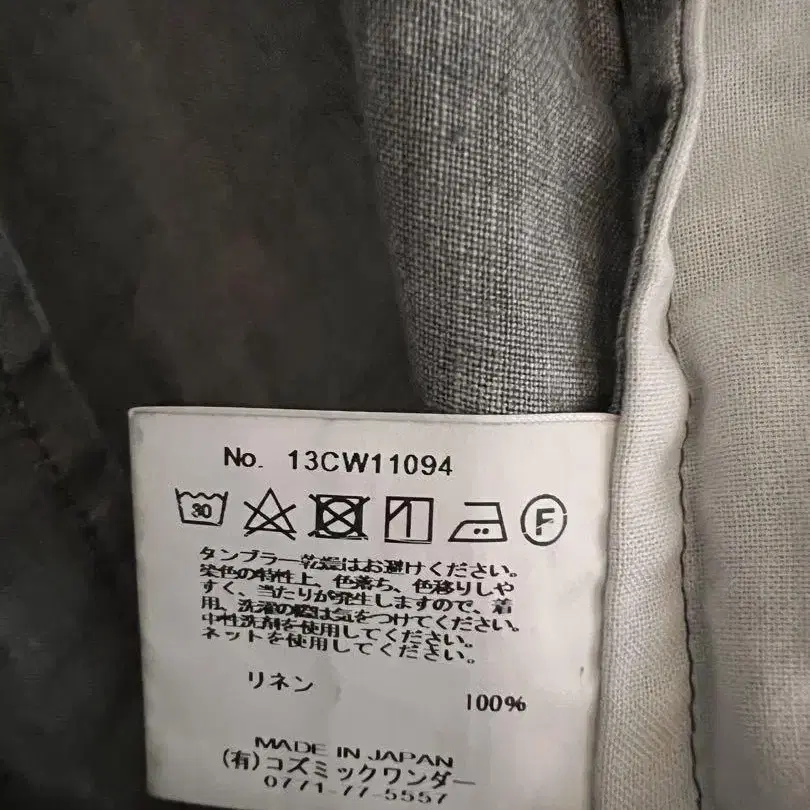 No. 13CW11094
30 F
タンブラー乾燥はお避けください。
染色の特性上、色落ち、色移りしや
すく、当たりが発生しますので、着
用、洗濯の際は気をつけてください。
中性洗剤を使用してください。
ネットを使用してください。
リネン 100%
MADE IN JAPAN
(有)コズミックワンダー
0771-77-5557